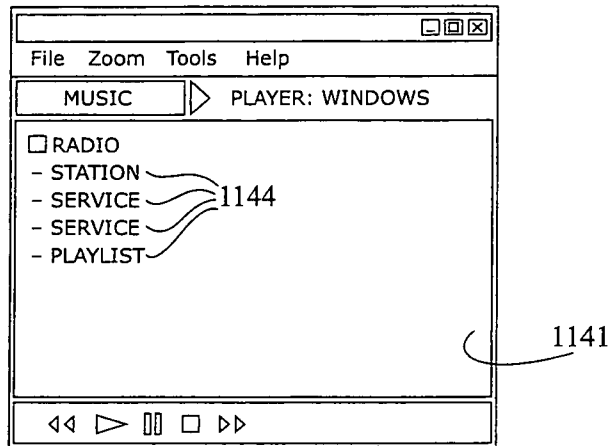 File Zoom Tools Help
MUSIC PLAYER: WINDOWS
RADIO
– STATION
– SERVICE 1144
– SERVICE
– PLAYLIST
1141